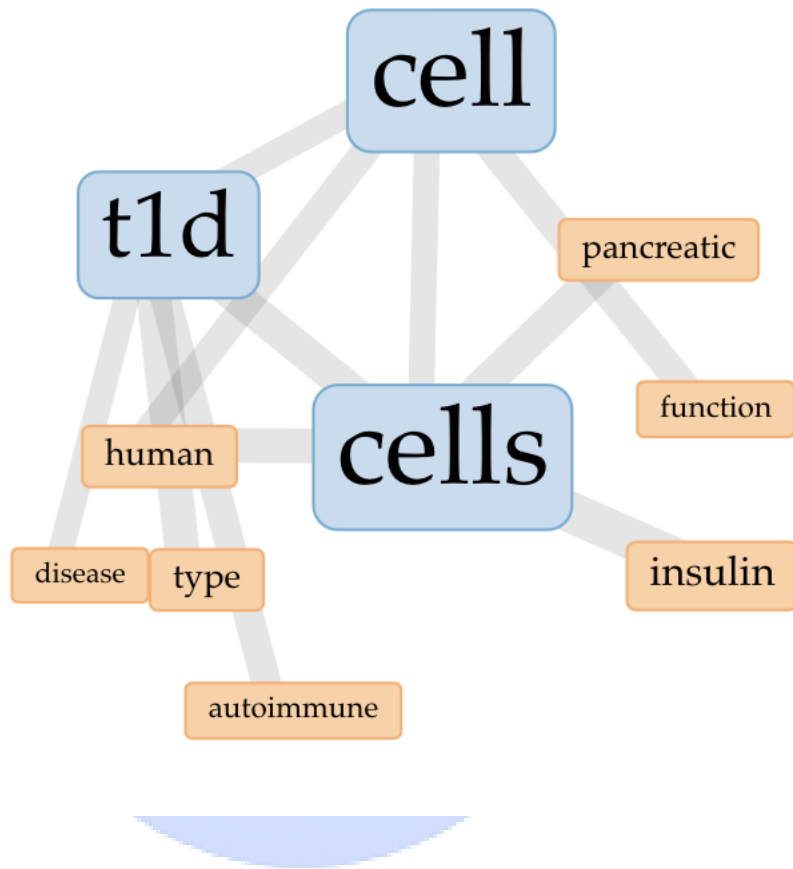 cell
t1d
pancreatic
function
cells
human
insulin
disease
type
autoimmune